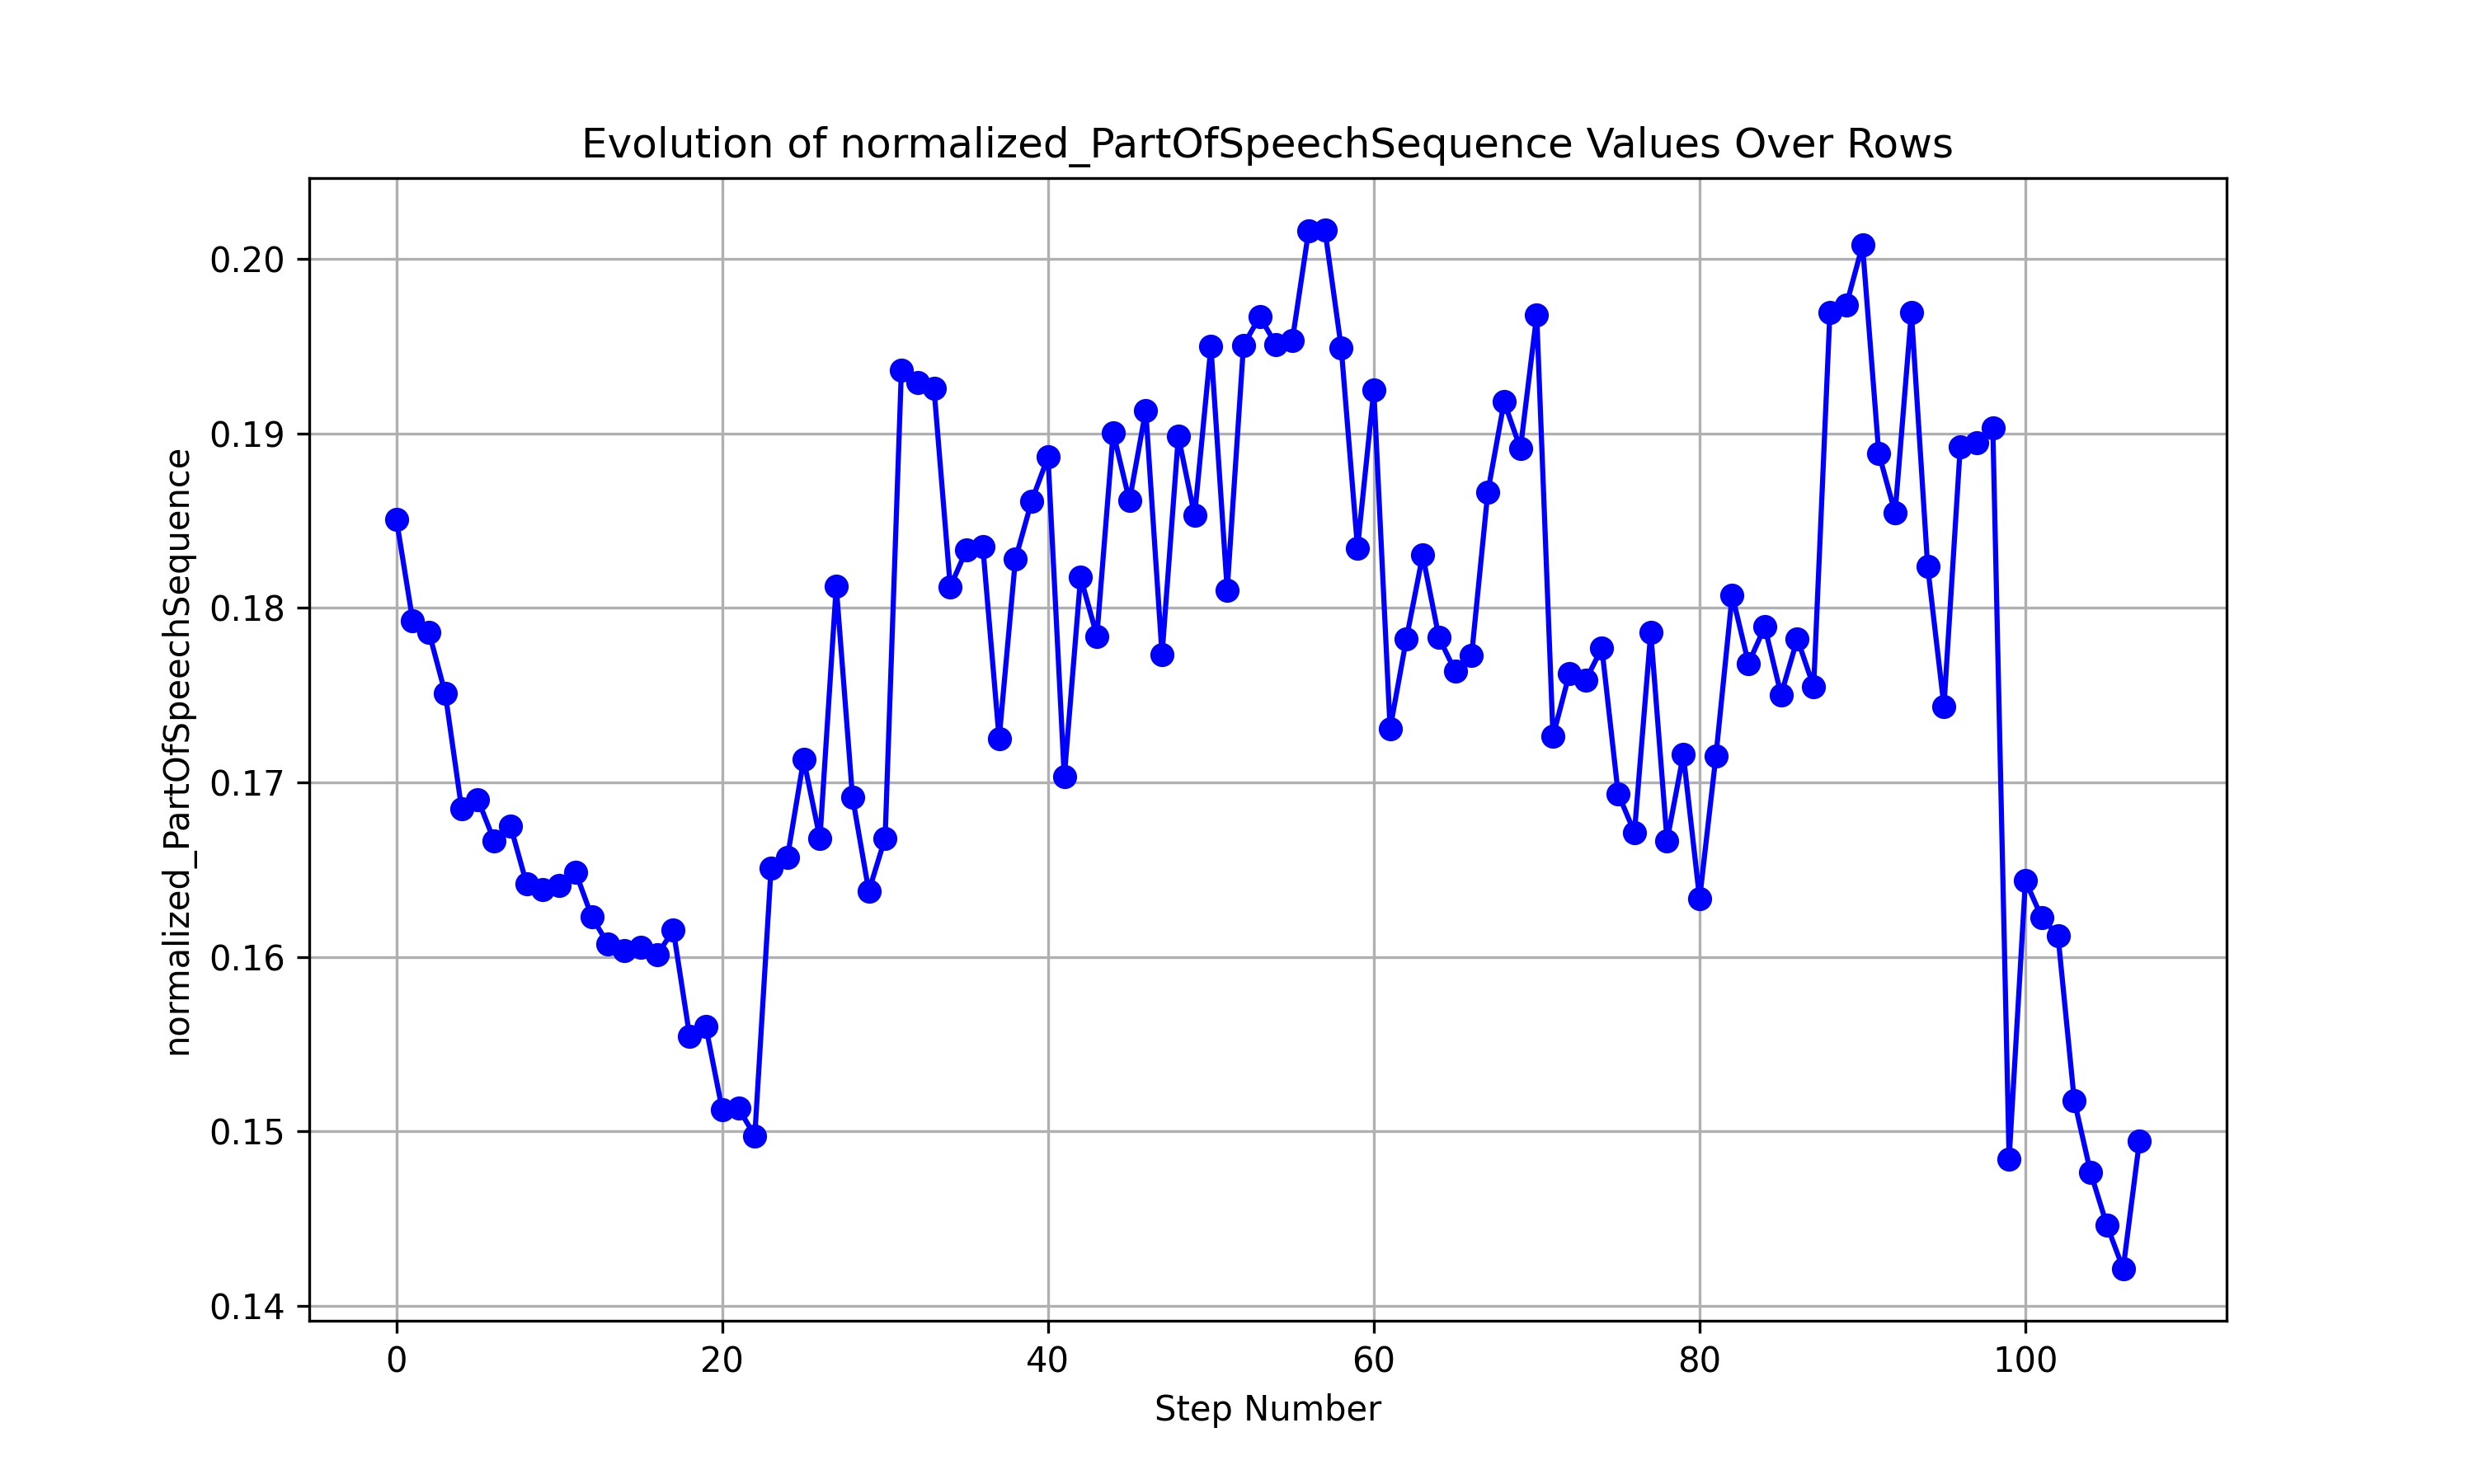 Evolution of normalized_PartOfSpeechSequence Values Over Rows
normalized_PartOfSpeechSequence
0.20
0.19
0.18
0.17
0.16
0.15
0.14
0 20 40 60 80 100
Step Number